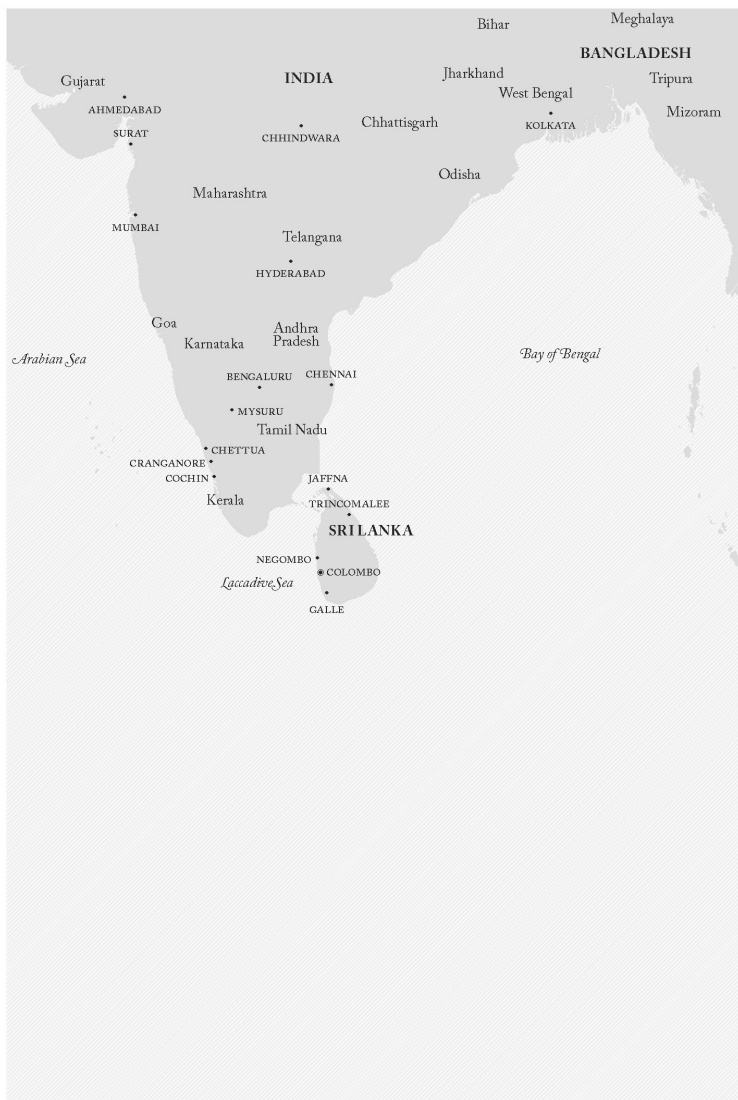 Bihar
Meghalaya
BANGLADESH
INDIA
Jharkhand
Gujarat
Tripura
West Bengal
AHMEDABAD
Mizoram
Chhattisgarh
KOLKATA
SURAT
CHHINDWARA
Odisha
Maharashtra
MUMBAI
Telangana
HYDERABAD
Goa
Andhra
Pradesh
Karnataka
Arabian Sea
Bay of Bengal
BENGALURU
CHENNAI
MYSURU
Tamil Nadu
CHETTUA
CRANGANORE
COCHIN
JAFFNA
Kerala
TRINCOMALEE
SRI LANKA
NEGOMBO
COLOMBO
Laccadive Sea
GALLE